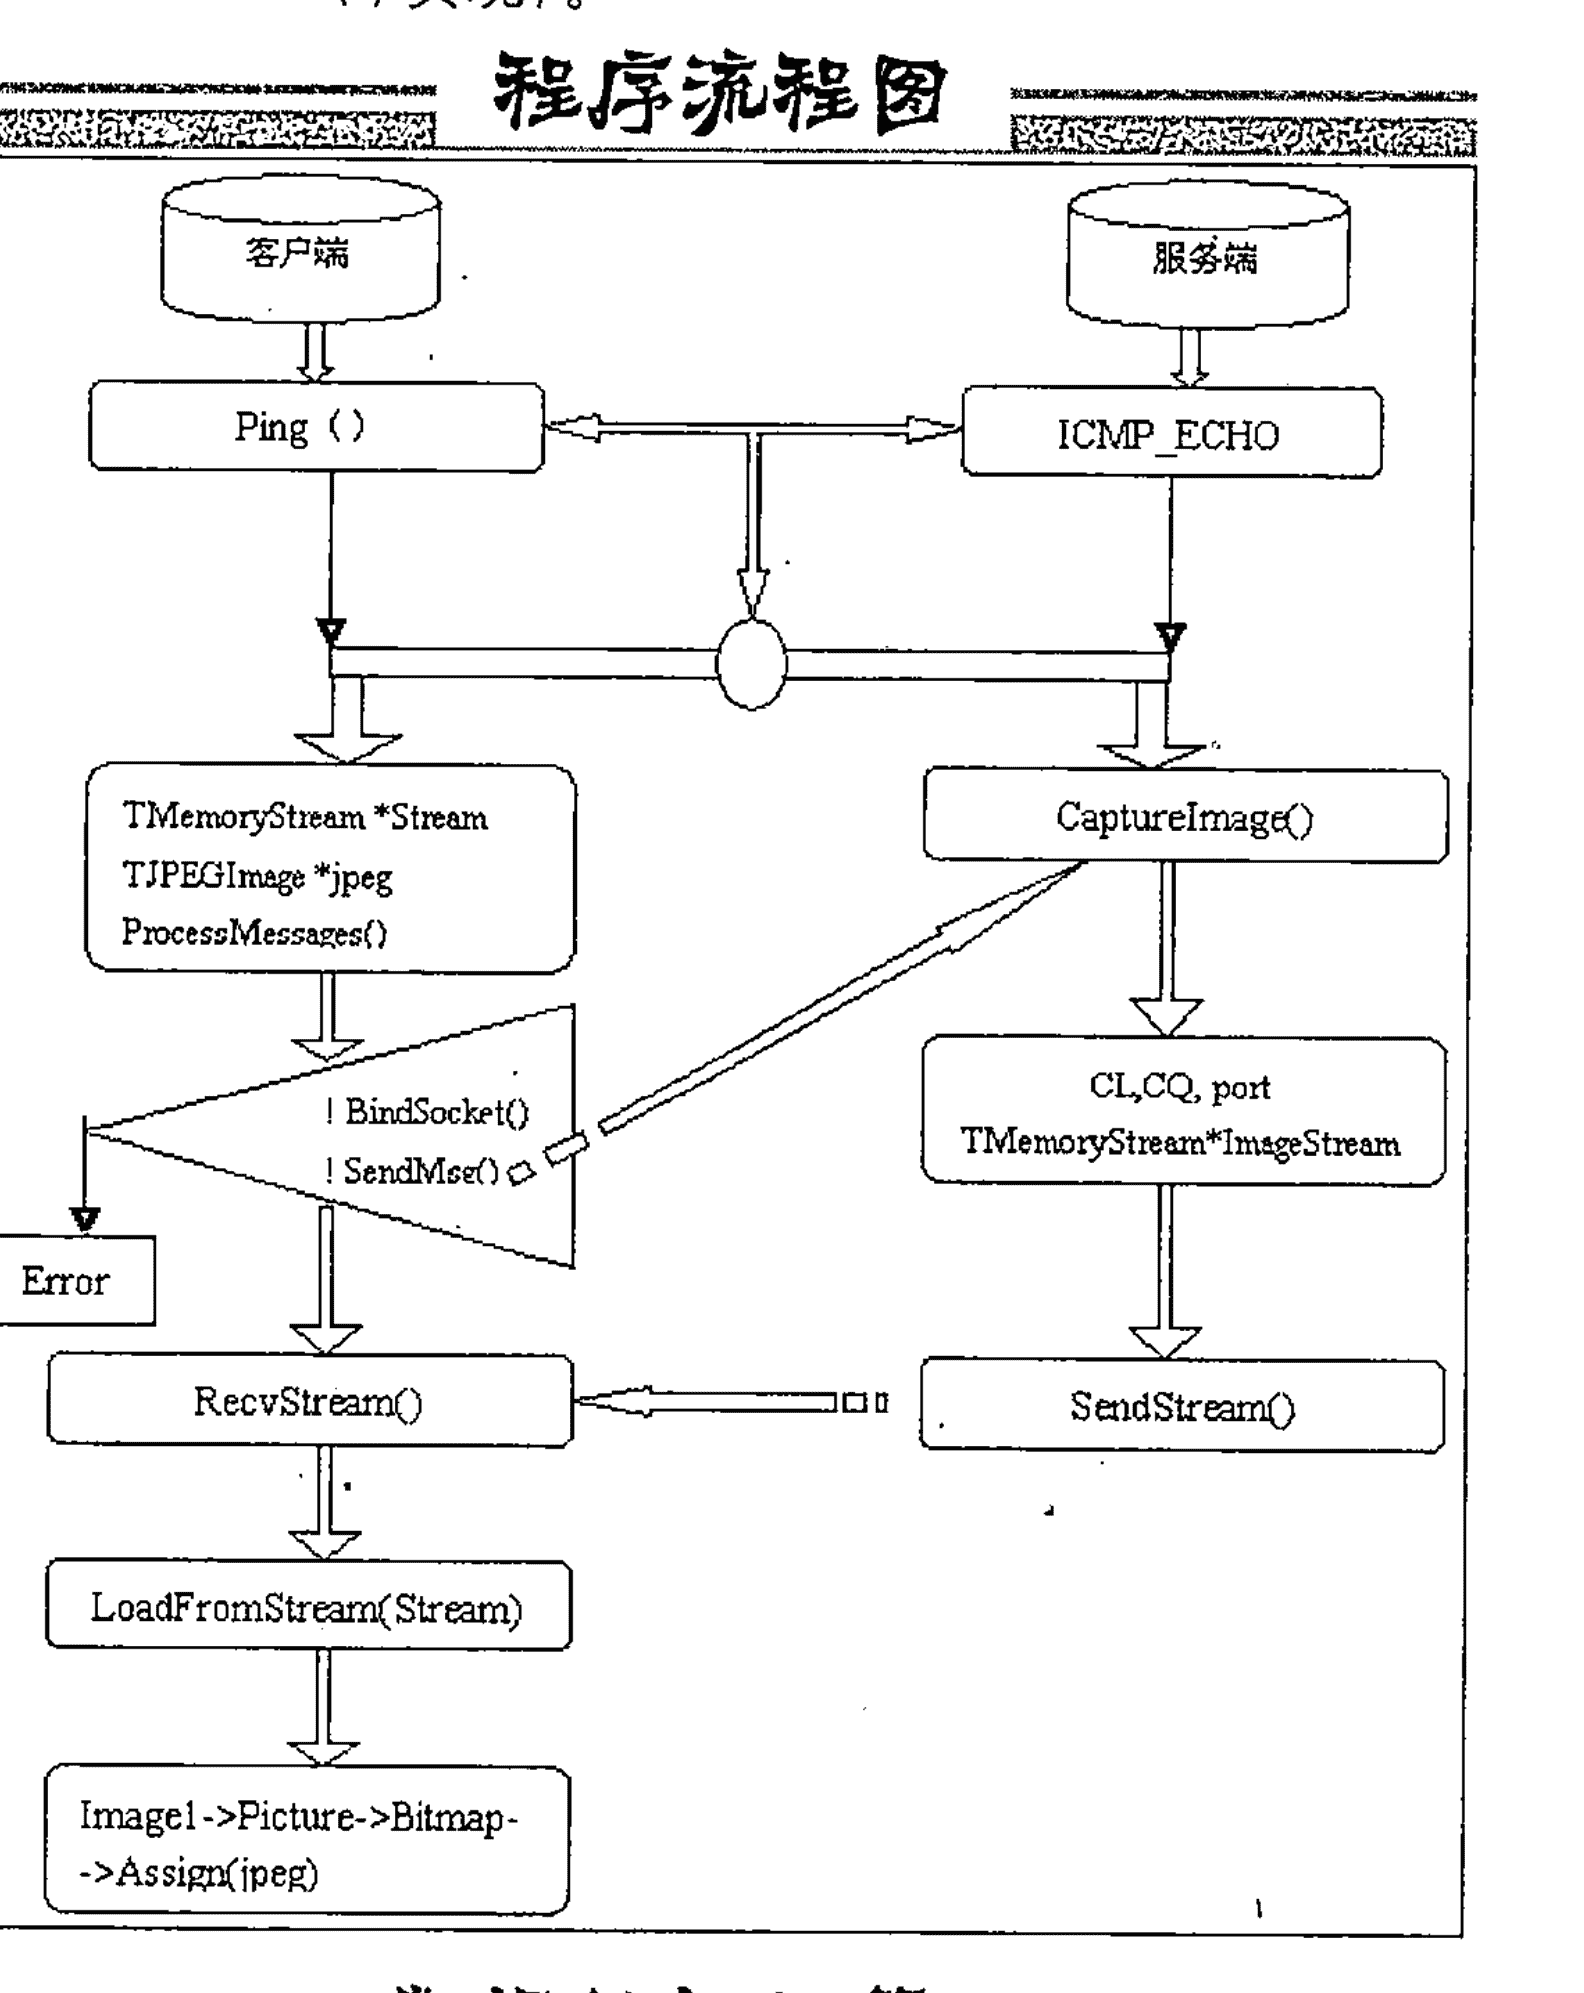 程序流程图
客户端
服务端
Ping ()
ICMP_ECHO
TMemoryStream *Stream
TJPEGImage *jpeg
ProcessMessages()
CaptureImage()
! BindSocket()
! SendMsg()
CL,CQ, port
TMemoryStream*ImageStream
Error
RecvStream()
SendStream()
LoadFromStream(Stream)
Image1->Picture->Bitmap-
->Assign(jpeg)